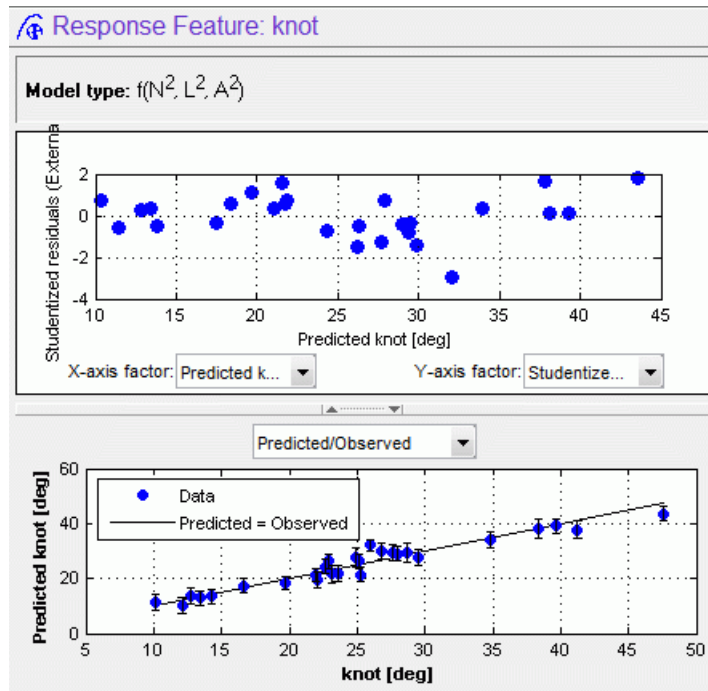 Response Feature: knot
Model type: f(N², L², A²)
Studentized residuals (Externa
2
0
-2
-4
10 15 20 25 30 35 40 45
Predicted knot [deg]
X-axis factor: Predicted k... Y-axis factor: Studentize...
Predicted/Observed
Predicted knot [deg]
60
40
20
0
Data
Predicted = Observed
5 10 15 20 25 30 35 40 45 50
knot [deg]